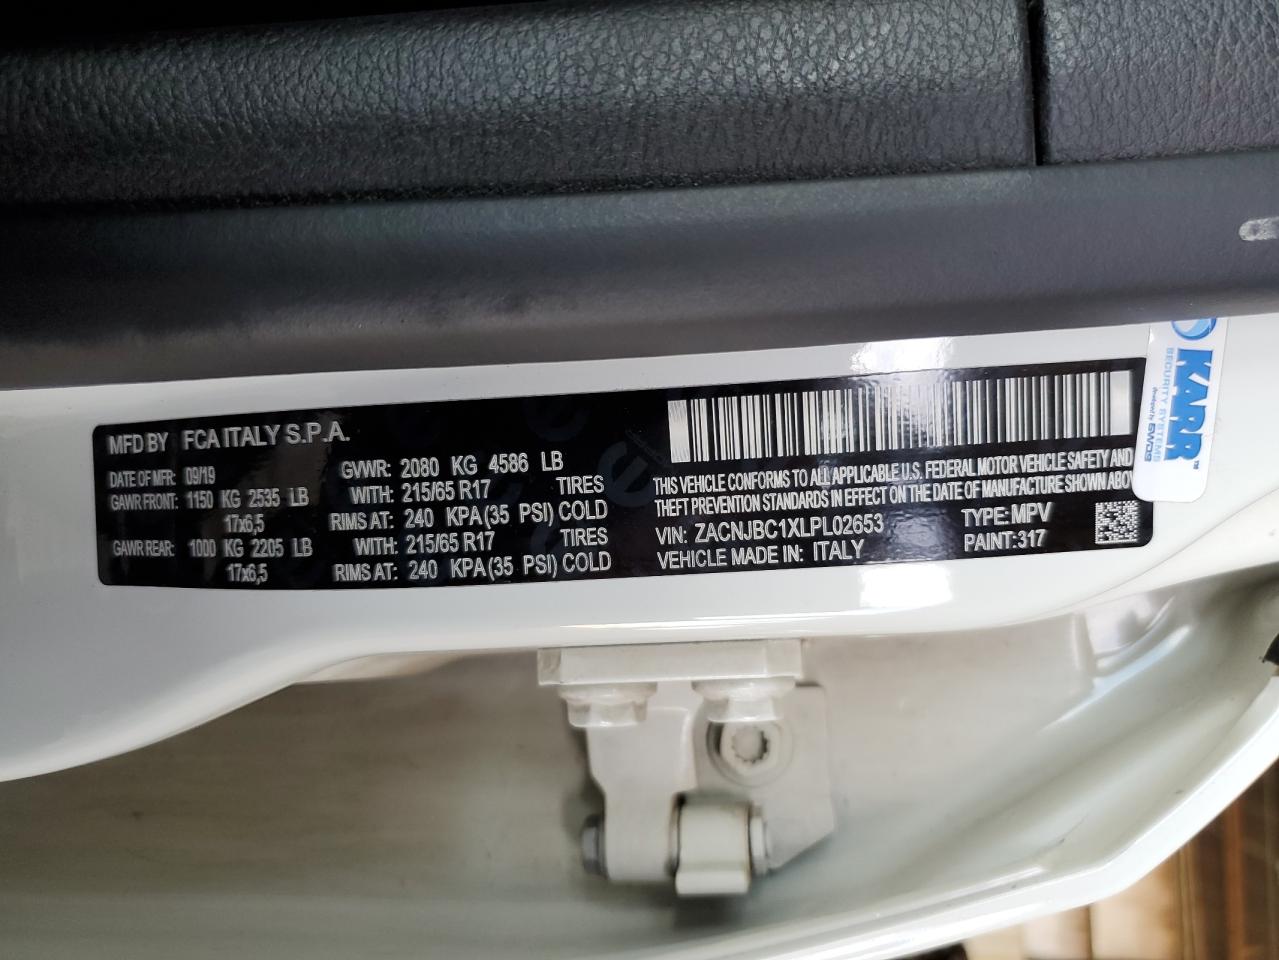 MFD BY FCA ITALY S.P.A.
DATE OF MFR: 09/19 GVWR: 2080 KG 4586 LB
GAWR FRONT: 1150 KG 2535 LB WITH: 215/65 R17 TIRES
17x6,5 RIMS AT: 240 KPA(35 PSI) COLD
GAWR REAR: 1000 KG 2205 LB WITH: 215/65 R17 TIRES
17x6,5 RIMS AT: 240 KPA(35 PSI) COLD
THIS VEHICLE CONFORMS TO ALL APPLICABLE U.S. FEDERAL MOTOR VEHICLE SAFETY AND
THEFT PREVENTION STANDARDS IN EFFECT ON THE DATE OF MANUFACTURE SHOWN ABOV
VIN: ZACNJBC1XLPL02653 TYPE: MPV
VEHICLE MADE IN: ITALY PAINT: 317
KARR™
SECURITY SYSTEMS